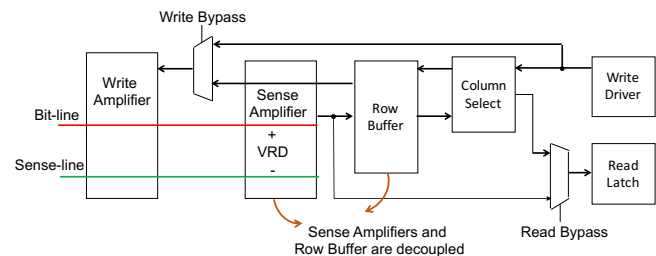 Write Bypass
Write
Amplifier
Sense
Amplifier
+
VRD
-
Row
Buffer
Column
Select
Write
Driver
Bit-line
Sense-line
Read
Latch
Read Bypass
Sense Amplifiers and
Row Buffer are decoupled